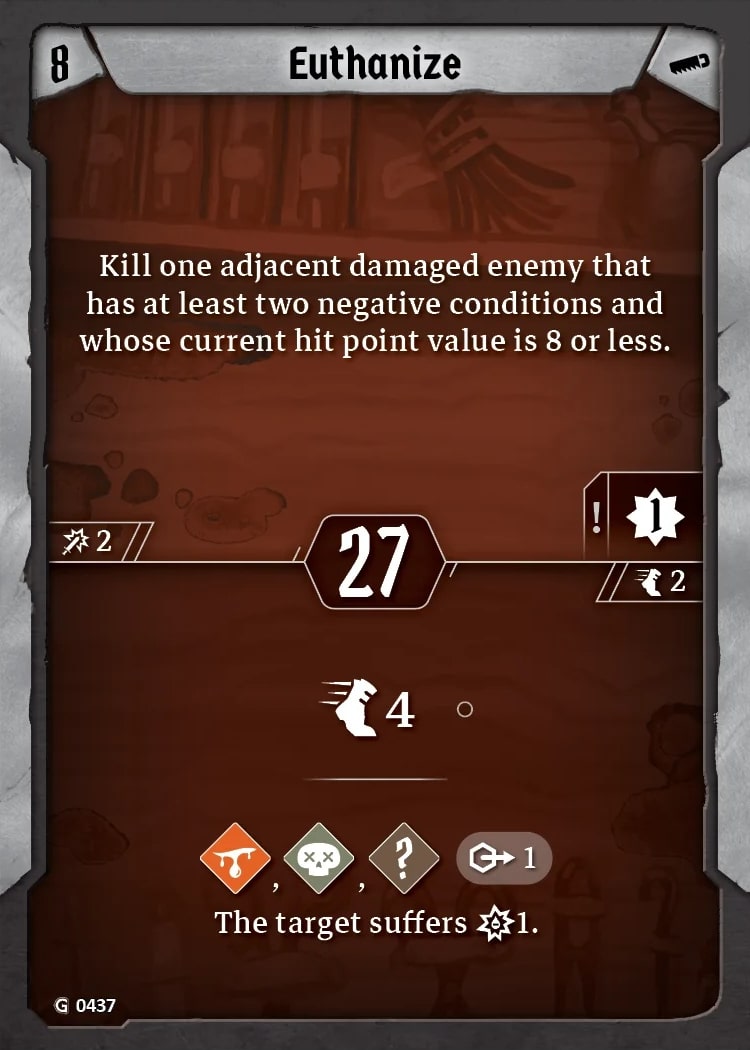 8 Euthanize
Kill one adjacent damaged enemy that
has at least two negative conditions and
whose current hit point value is 8 or less.
! 1
2
27
2
4
? 1
, ,
The target suffers 1.
G 0437